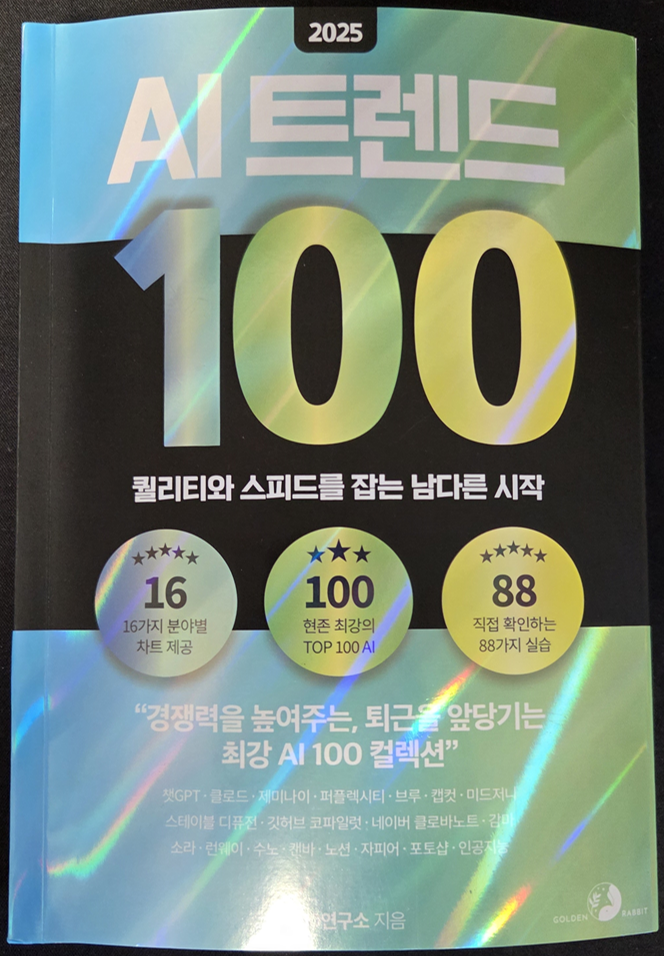 2025
AI 트렌드
100
퀄리티와 스피드를 잡는 남다른 시작
16
16가지 분야별
차트 제공
100
현존 최강의
TOP 100 AI
88
직접 확인하는
88가지 실습
“경쟁력을 높여주는, 퇴근을 앞당기는
최강 AI 100 컬렉션”
챗GPT · 클로드 · 제미나이 · 퍼플렉시티 · 브루 · 캡컷 · 미드저니
스테이블 디퓨전 · 깃허브 코파일럿 · 네이버 클로바노트 · 감마
소라 · 런웨이 · 수노 · 캔바 · 노션 · 자피어 · 포토샵 · 인공지능
연구소 지음
GOLDEN RABBIT